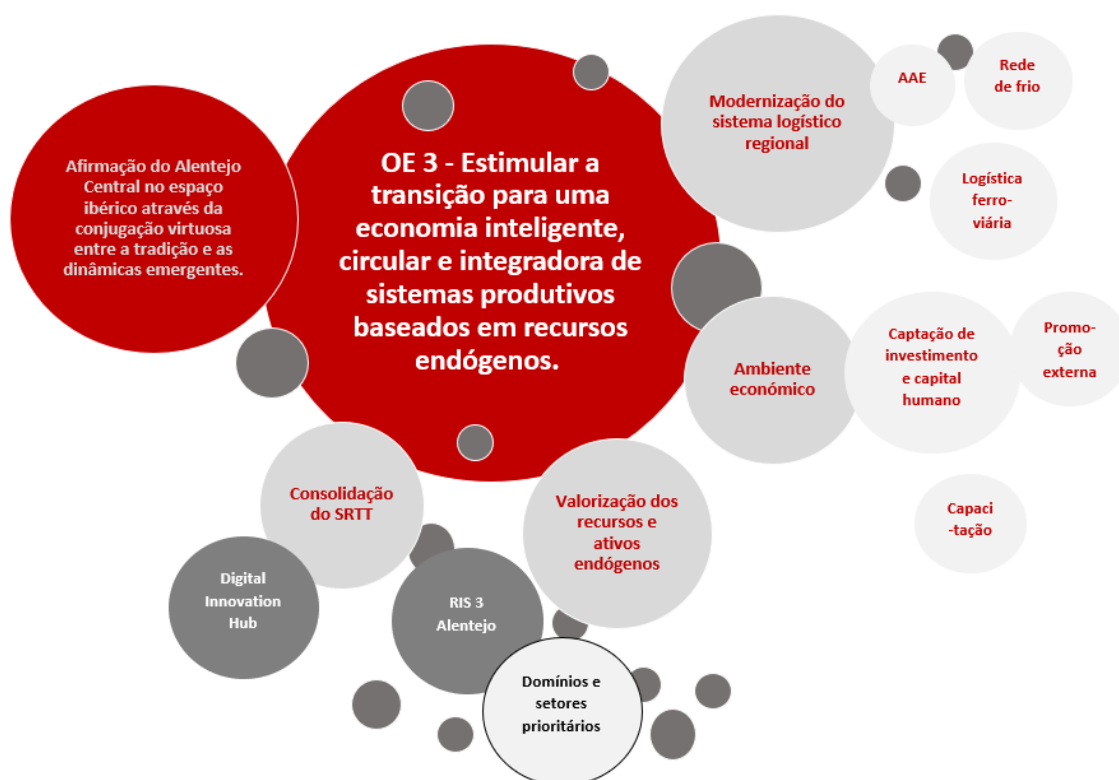 Afirmação do Alentejo
Central no espaço
ibérico através da
conjugação virtuosa
entre a tradição e as
dinâmicas emergentes.
OE 3 - Estimular a
transição para uma
economia inteligente,
circular e integradora de
sistemas produtivos
baseados em recursos
endógenos.
Modernização do
sistema logístico
regional
AAE
Rede
de frio
Logística
ferro-
viária
Ambiente
económico
Captação de
investimento
e capital
humano
Promo-
ção
externa
Capaci
-tação
Consolidação
do SRTT
Valorização dos
recursos e
ativos
endógenos
Digital
Innovation
Hub
RIS 3
Alentejo
Domínios e
setores
prioritários